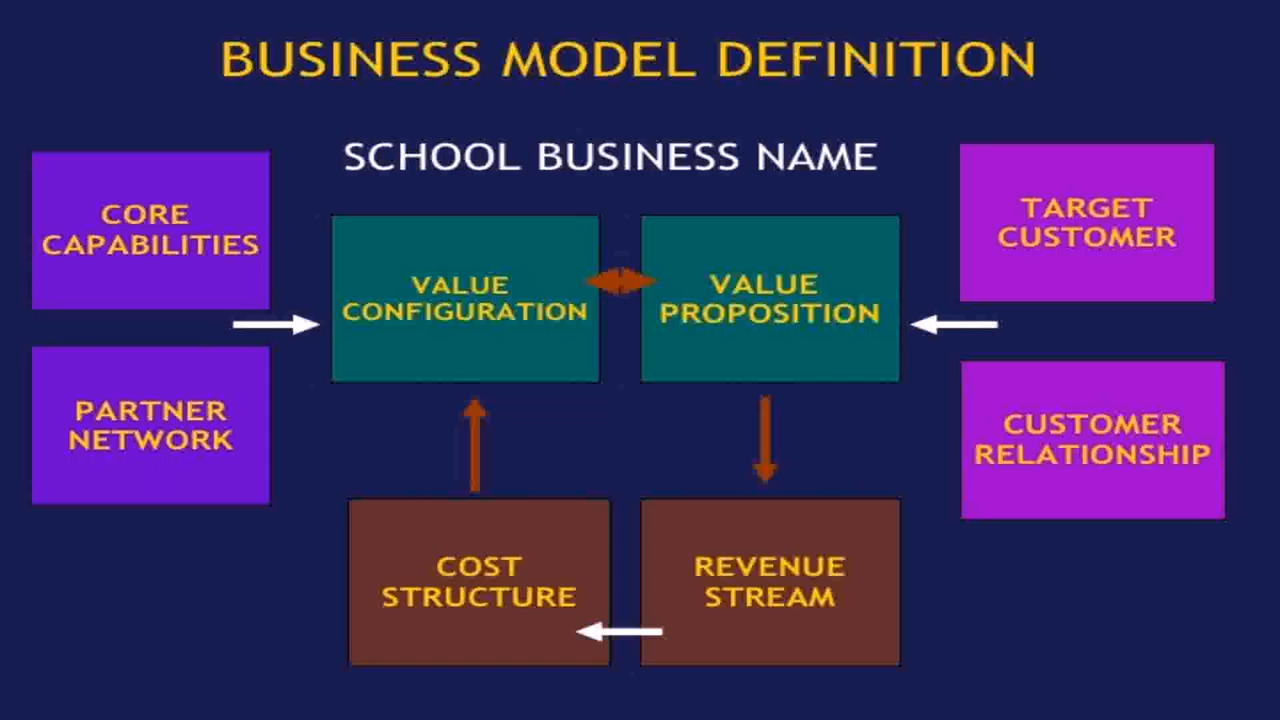 BUSINESS MODEL DEFINITION
SCHOOL BUSINESS NAME
CORE
CAPABILITIES
PARTNER
NETWORK
VALUE
CONFIGURATION
VALUE
PROPOSITION
TARGET
CUSTOMER
CUSTOMER
RELATIONSHIP
COST
STRUCTURE
REVENUE
STREAM